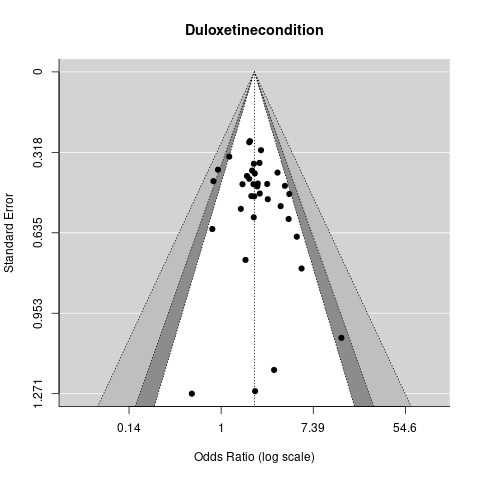 Duloxetinecondition
0
0.318
0.635
0.953
1.271
Standard Error
0.14 1 7.39 54.6
Odds Ratio (log scale)